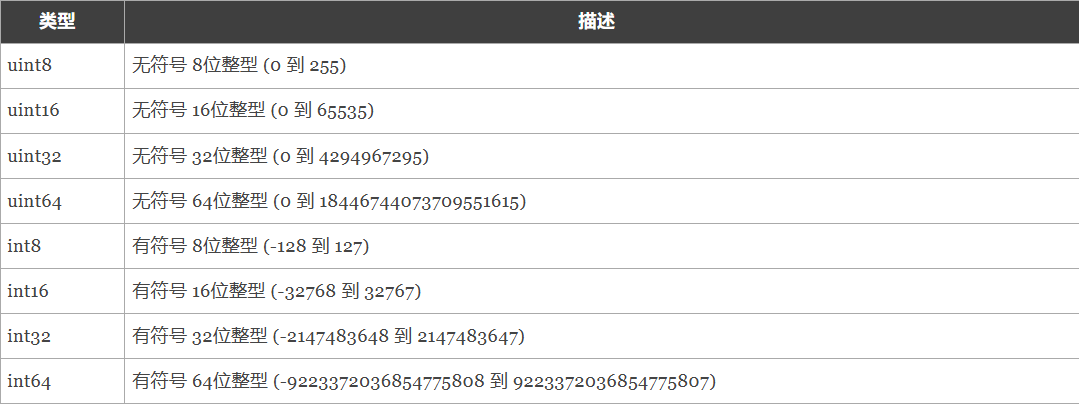 类型 描述
uint8 无符号 8位整型 (0 到 255)
uint16 无符号 16位整型 (0 到 65535)
uint32 无符号 32位整型 (0 到 4294967295)
uint64 无符号 64位整型 (0 到 18446744073709551615)
int8 有符号 8位整型 (-128 到 127)
int16 有符号 16位整型 (-32768 到 32767)
int32 有符号 32位整型 (-2147483648 到 2147483647)
int64 有符号 64位整型 (-9223372036854775808 到 9223372036854775807)